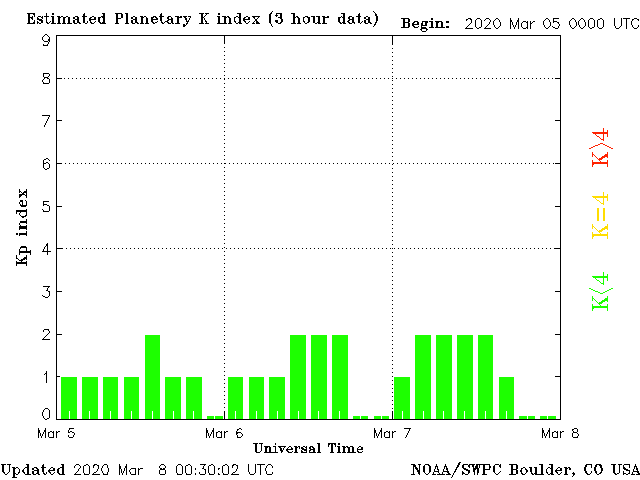 Estimated Planetary K index (3 hour data)
Begin: 2020 Mar 05 0000 UTC
9
8
7
6
5
4
3
2
1
0
Kp index
K>4
K=4
K<4
Mar 5
Mar 6
Mar 7
Mar 8
Universal Time
Updated 2020 Mar 8 00:30:02 UTC
NOAA/SWPC Boulder, CO USA